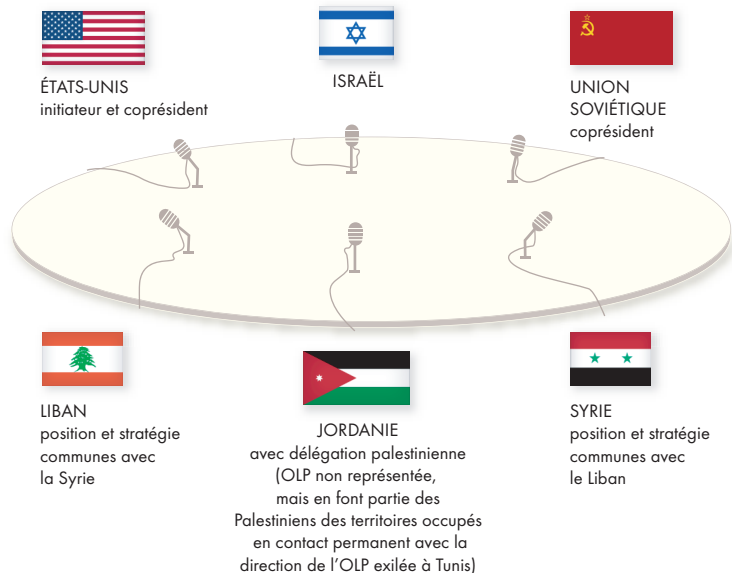 ÉTATS-UNIS
initiateur et coprésident
ISRAËL
UNION
SOVIÉTIQUE
coprésident
LIBAN
position et stratégie
communes avec
la Syrie
JORDANIE
avec délégation palestinienne
(OLP non représentée,
mais en font partie des
Palestiniens des territoires occupés
en contact permanent avec la
direction de l’OLP exilée à Tunis)
SYRIE
position et stratégie
communes avec
le Liban